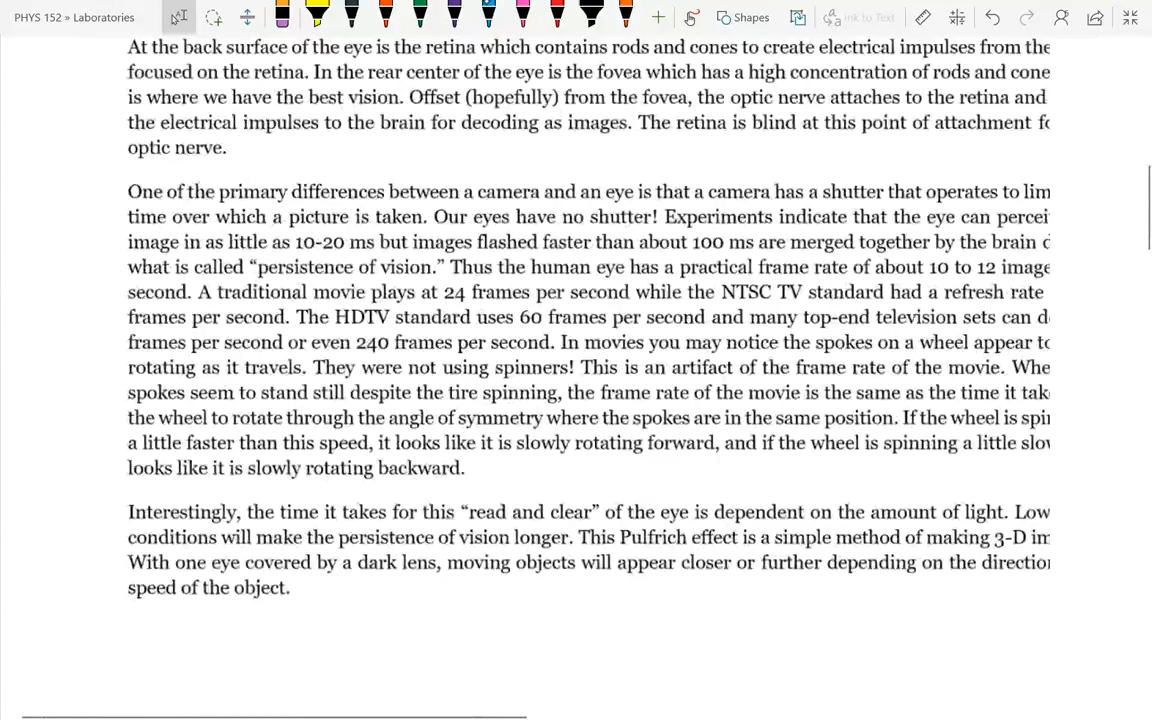 PHYS 152 » Laboratories
Shapes
Ink to Text
At the back surface of the eye is the retina which contains rods and cones to create electrical impulses from the
focused on the retina. In the rear center of the eye is the fovea which has a high concentration of rods and cone
is where we have the best vision. Offset (hopefully) from the fovea, the optic nerve attaches to the retina and
the electrical impulses to the brain for decoding as images. The retina is blind at this point of attachment
optic nerve.
One of the primary differences between a camera and an eye is that a camera has a shutter that operates to lim
time over which a picture is taken. Our eyes have no shutter! Experiments indicate that the eye can percei
image in as little as 10-20 ms but images flashed faster than about 100 ms are merged together by the brain
what is called “persistence of vision.” Thus the human eye has a practical frame rate of about 10 to 12 image
second. A traditional movie plays at 24 frames per second while the NTSC TV standard had a refresh rate
frames per second. The HDTV standard uses 60 frames per second and many top-end television sets can d
frames per second or even 240 frames per second. In movies you may notice the spokes on a wheel appear
rotating as it travels. They were not using spinners! This is an artifact of the frame rate of the movie. Whe
spokes seem to stand still despite the tire spinning, the frame rate of the movie is the same as the time it tak
the wheel to rotate through the angle of symmetry where the spokes are in the same position. If the wheel is spi
a little faster than this speed, it looks like it is slowly rotating forward, and if the wheel is spinning a little slo
looks like it is slowly rotating backward.
Interestingly, the time it takes for this “read and clear” of the eye is dependent on the amount of light. Low
conditions will make the persistence of vision longer. This Pulfrich effect is a simple method of making 3-D
With one eye covered by a dark lens, moving objects will appear closer or further depending on the directio
speed of the object.